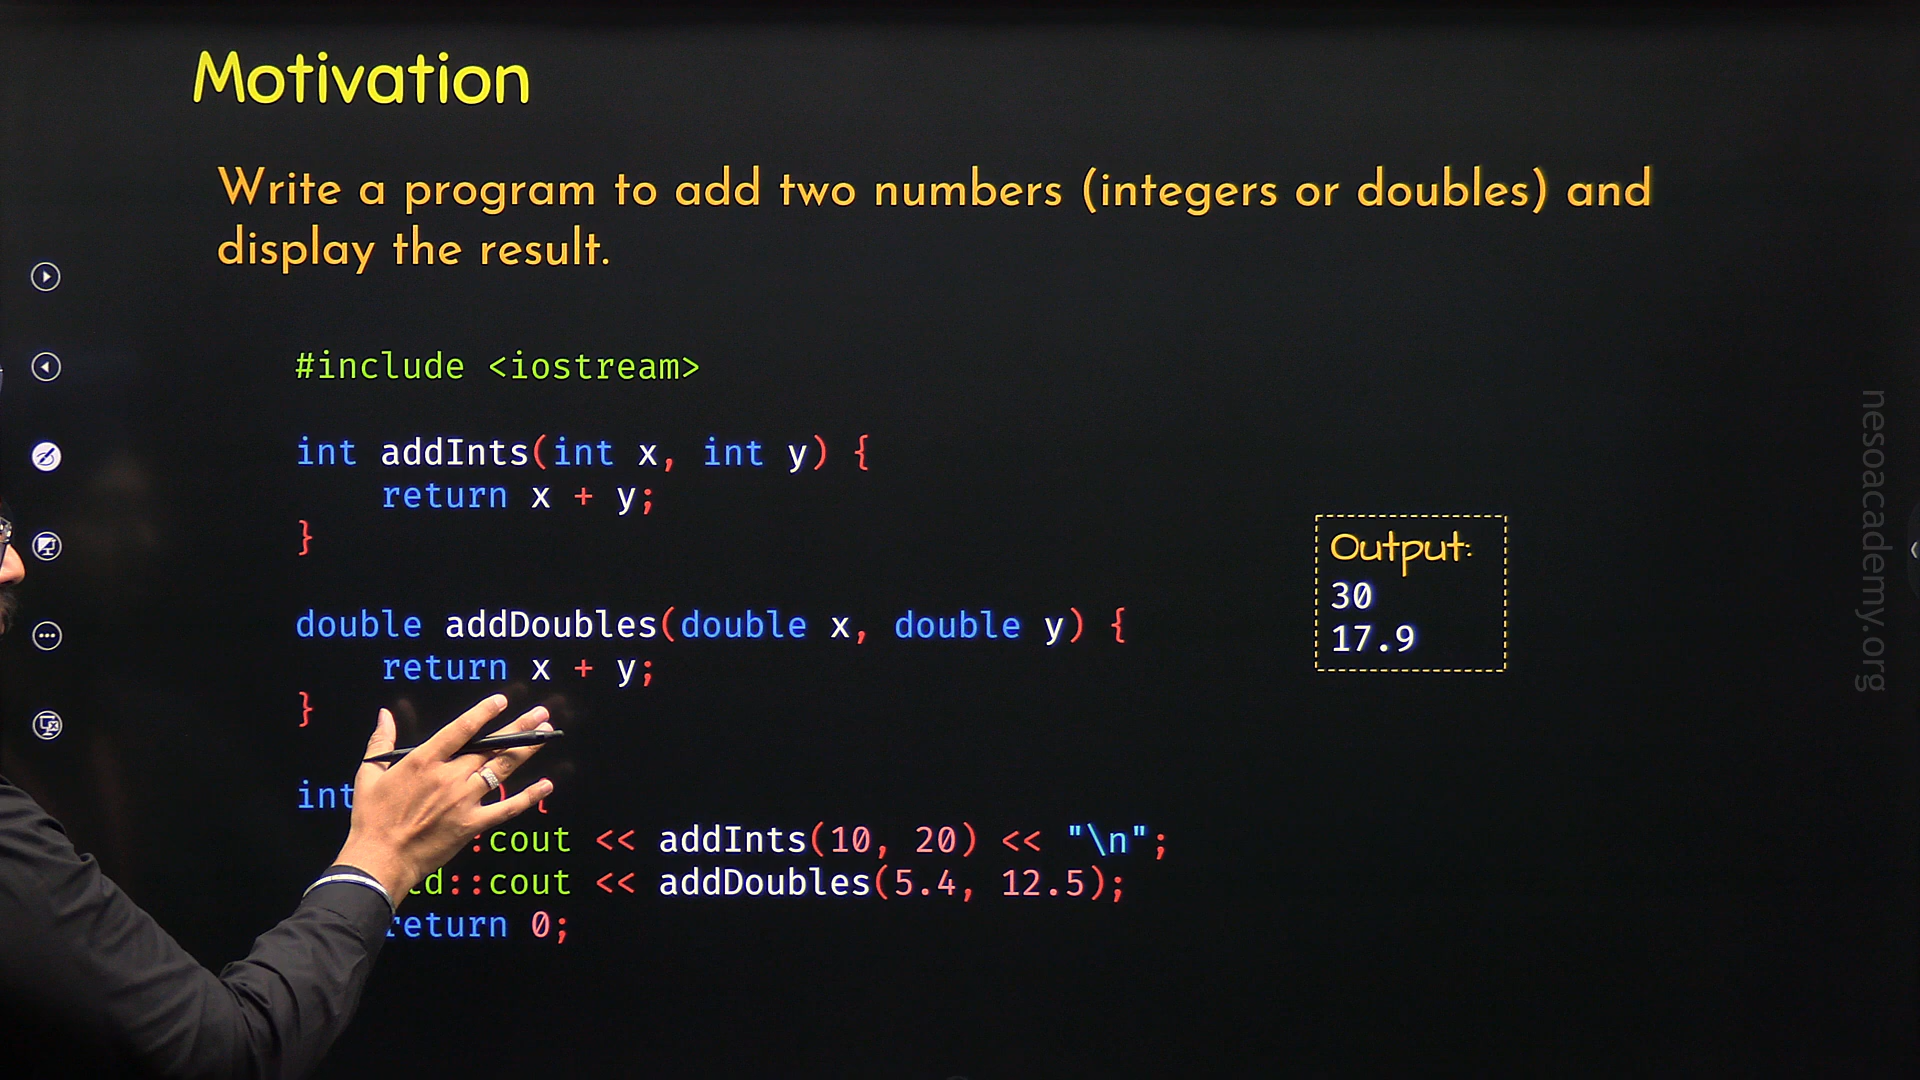 Motivation
Write a program to add two numbers (integers or doubles) and
display the result.
#include <iostream>
int addInts(int x, int y) {
return x + y;
}
double addDoubles(double x, double y) {
return x + y;
}
int ) {
:cout << addInts(10, 20) << "\n";
td::cout << addDoubles(5.4, 12.5);
return 0;
Output:
30
17.9
nesoacademy.org